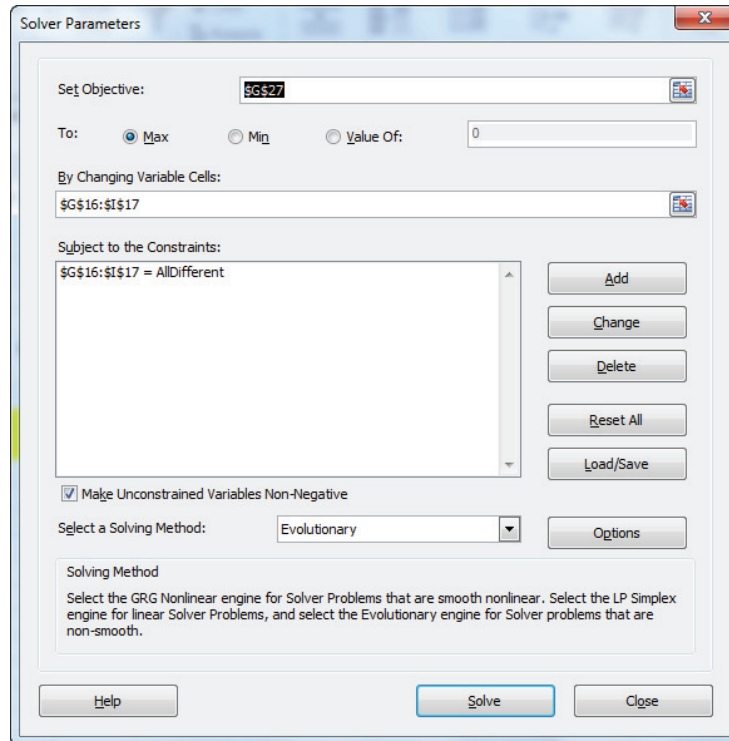 Solver Parameters
Set Objective:
$G$27
To:
Max
Min
Value Of:
0
By Changing Variable Cells:
$G$16:$I$17
Subject to the Constraints:
$G$16:$I$17 = AllDifferent
Add
Change
Delete
Reset All
Load/Save
Make Unconstrained Variables Non-Negative
Select a Solving Method:
Evolutionary
Options
Solving Method
Select the GRG Nonlinear engine for Solver Problems that are smooth nonlinear. Select the LP Simplex
engine for linear Solver Problems, and select the Evolutionary engine for Solver problems that are
non-smooth.
Help
Solve
Close